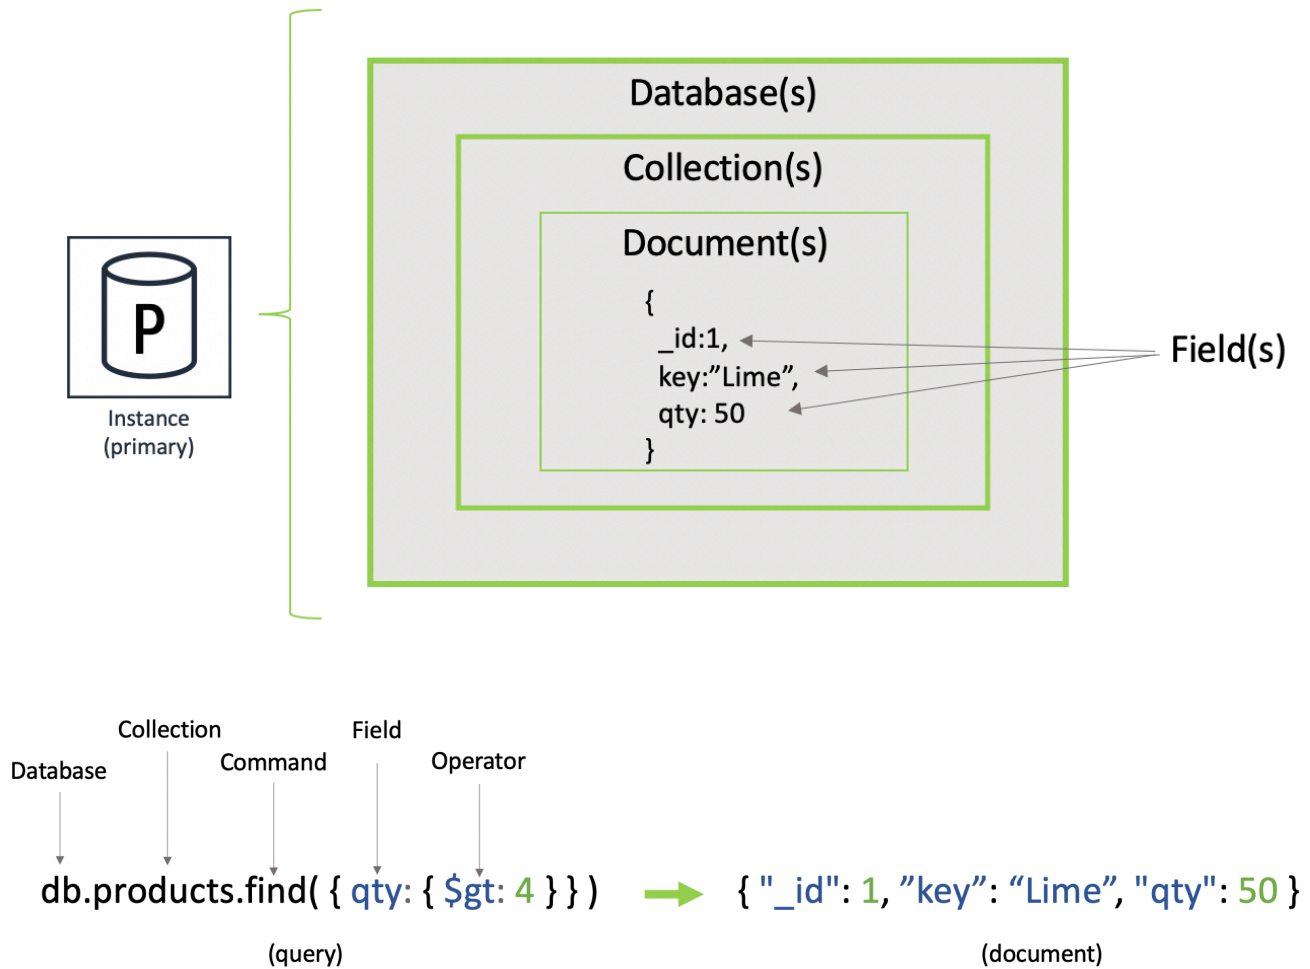 Database(s)
Collection(s)
Document(s)
{
_id:1,
key:”Lime”,
qty: 50
}
Field(s)
P
Instance
(primary)
Collection
Field
Database
Command
Operator
db.products.find( { qty: { $gt: 4 } } )
{ "_id": 1, ”key”: “Lime”, "qty": 50 }
(query)
(document)